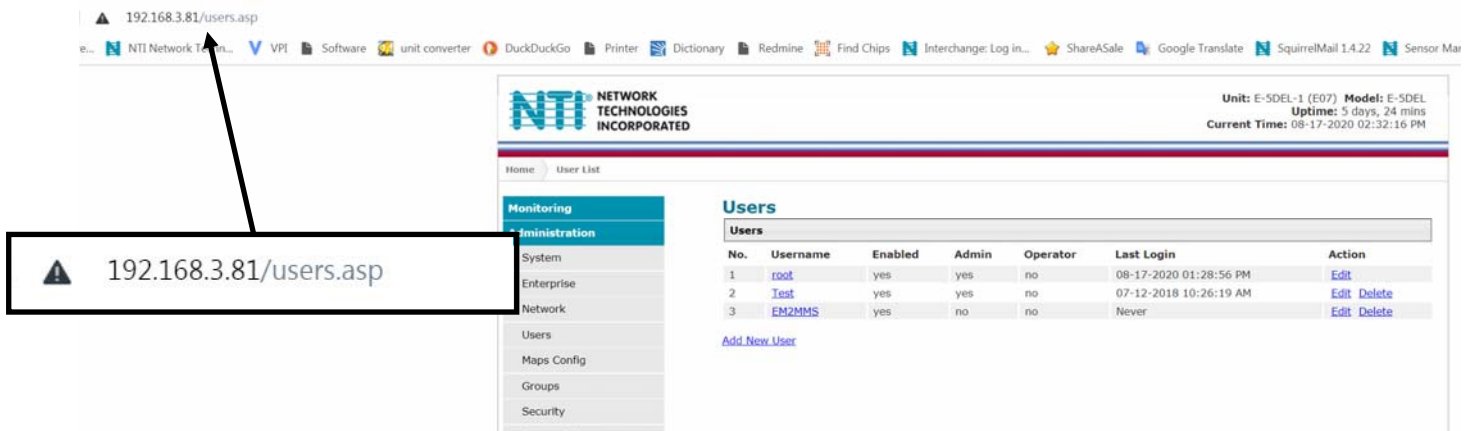 192.168.3.81/users.asp
e... NTI Network T VPI Software unit converter DuckDuckGo Printer Dictionary Redmine Find Chips Interchange: Log in... ShareASale Google Translate SquirrelMail 1.4.22 Sensor Mar
NTI NETWORK TECHNOLOGIES INCORPORATED
Unit: E-5DEL-1 (E07) Model: E-5DEL
Uptime: 5 days, 24 mins
Current Time: 08-17-2020 02:32:16 PM
Home User List
Monitoring
Administration
System
Enterprise
Network
Users
Maps Config
Groups
Security
192.168.3.81/users.asp
Users
Users
No. Username Enabled Admin Operator Last Login Action
1 root yes yes no 08-17-2020 01:28:56 PM Edit
2 Test yes yes no 07-12-2018 10:26:19 AM Edit Delete
3 EM2MMS yes no no Never Edit Delete
Add New User